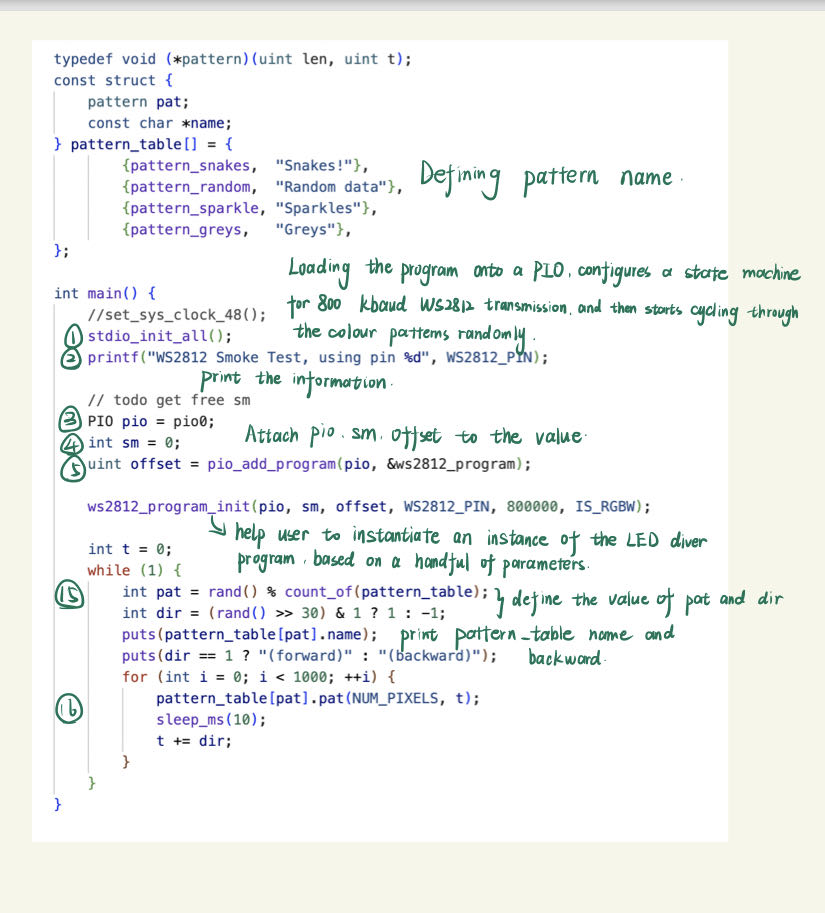 typedef void (*pattern)(uint len, uint t);
const struct {
pattern pat;
const char *name;
} pattern_table[] = {
{pattern_snakes, "Snakes!"},
{pattern_random, "Random data"},
Defining pattern name.
{pattern_sparkle, "Sparkles"},
{pattern_greys, "Greys"},
};
Loading the program onto a PIO, configures a state machine
int main() {
for 800 kbaud WS2812 transmission, and then starts cycling through
//set_sys_clock_48();
the colour patterns randomly.
① stdio_init_all();
② printf("WS2812 Smoke Test, using pin %d", WS2812_PIN);
print the information.
// todo get free sm
③ PIO pio = pio0;
Attach pio. sm. offset to the value.
④ int sm = 0;
⑤ uint offset = pio_add_program(pio, &ws2812_program);
ws2812_program_init(pio, sm, offset, WS2812_PIN, 800000, IS_RGBW);
help user to instantiate an instance of the LED diver
int t = 0;
program, based on a handful of parameters.
while (1) {
⑮ int pat = rand() % count_of(pattern_table);
define the value of pat and dir
int dir = (rand() >> 30) & 1 ? 1 : -1;
puts(pattern_table[pat].name); print pattern_table name and
puts(dir == 1 ? "(forward)" : "(backward)"); backward.
for (int i = 0; i < 1000; ++i) {
⑯ pattern_table[pat].pat(NUM_PIXELS, t);
sleep_ms(10);
t += dir;
}
}
}